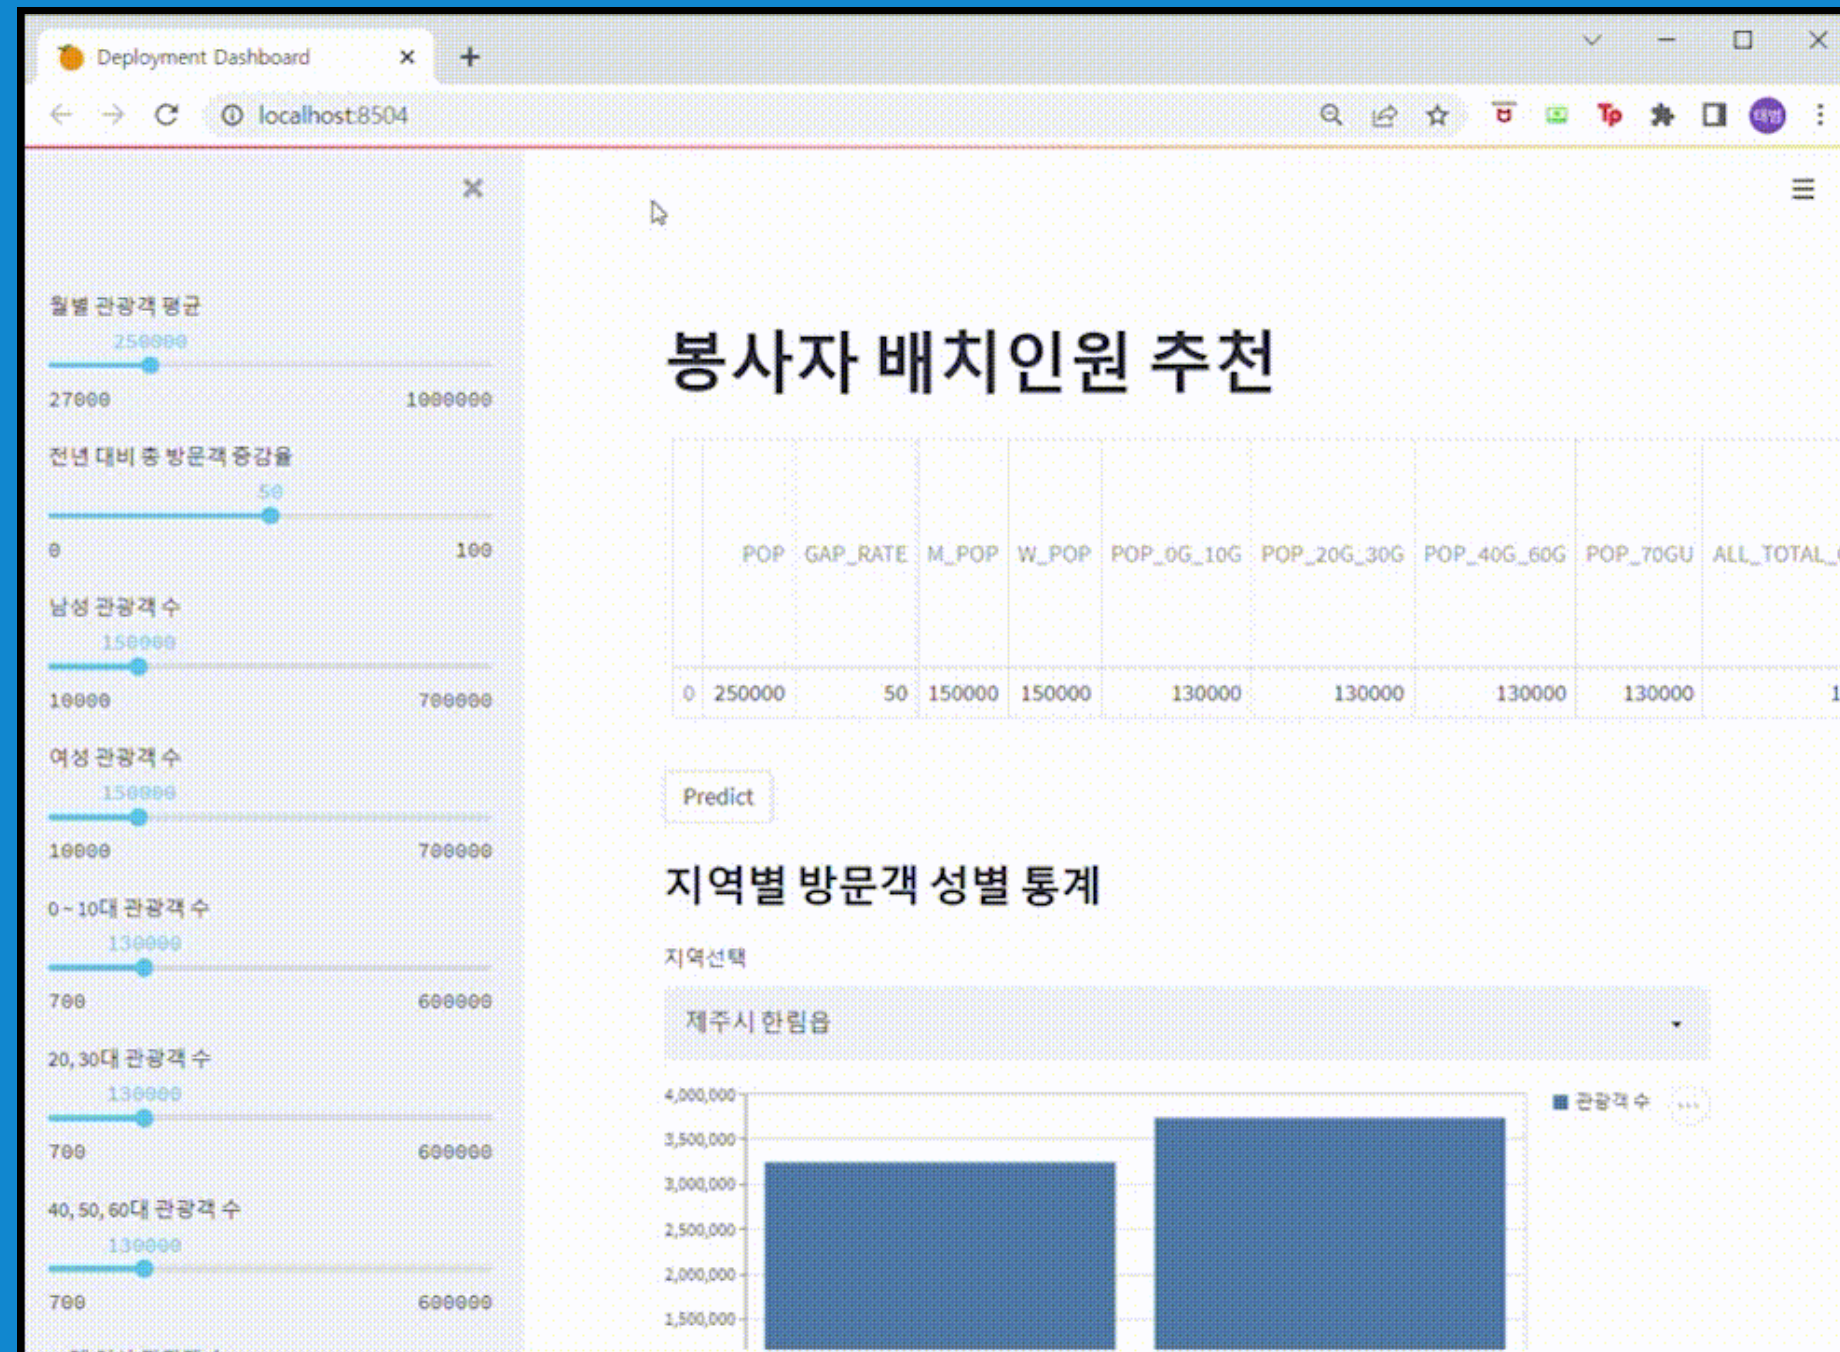 Deployment Dashboard
localhost:8504
Tp
태범
월별 관광객 평균
250000
27000 1000000
전년 대비 총 방문객 증감율
50
0 100
남성 관광객 수
150000
10000 700000
여성 관광객 수
150000
10000 700000
0 ~ 10대 관광객 수
130000
700 600000
20, 30대 관광객 수
130000
700 600000
40, 50, 60대 관광객 수
130000
700 600000
봉사자 배치인원 추천
POP GAP_RATE M_POP W_POP POP_0G_10G POP_20G_30G POP_40G_60G POP_70GU ALL_TOTAL_
0 250000 50 150000 150000 130000 130000 130000 130000 1
Predict
지역별 방문객 성별 통계
지역선택
제주시 한림읍
4,000,000
3,500,000
3,000,000
2,500,000
2,000,000
1,500,000
관광객 수